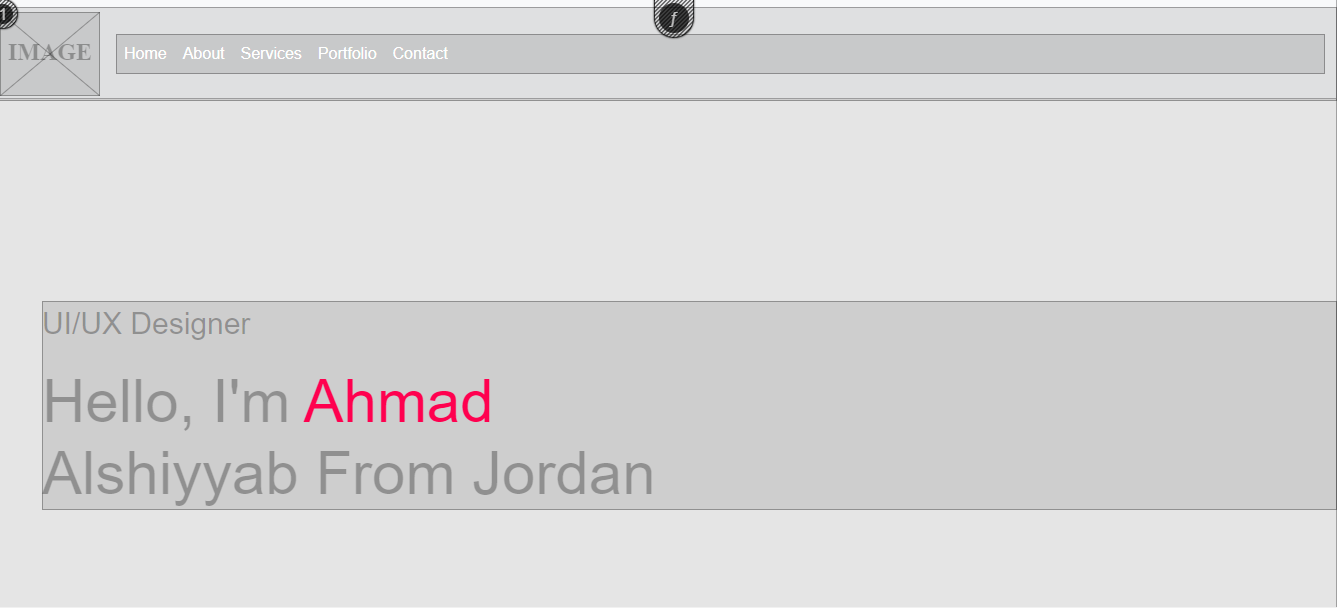 1
f
IMAGE
Home About Services Portfolio Contact
UI/UX Designer
Hello, I'm Ahmad
Alshiyyab From Jordan